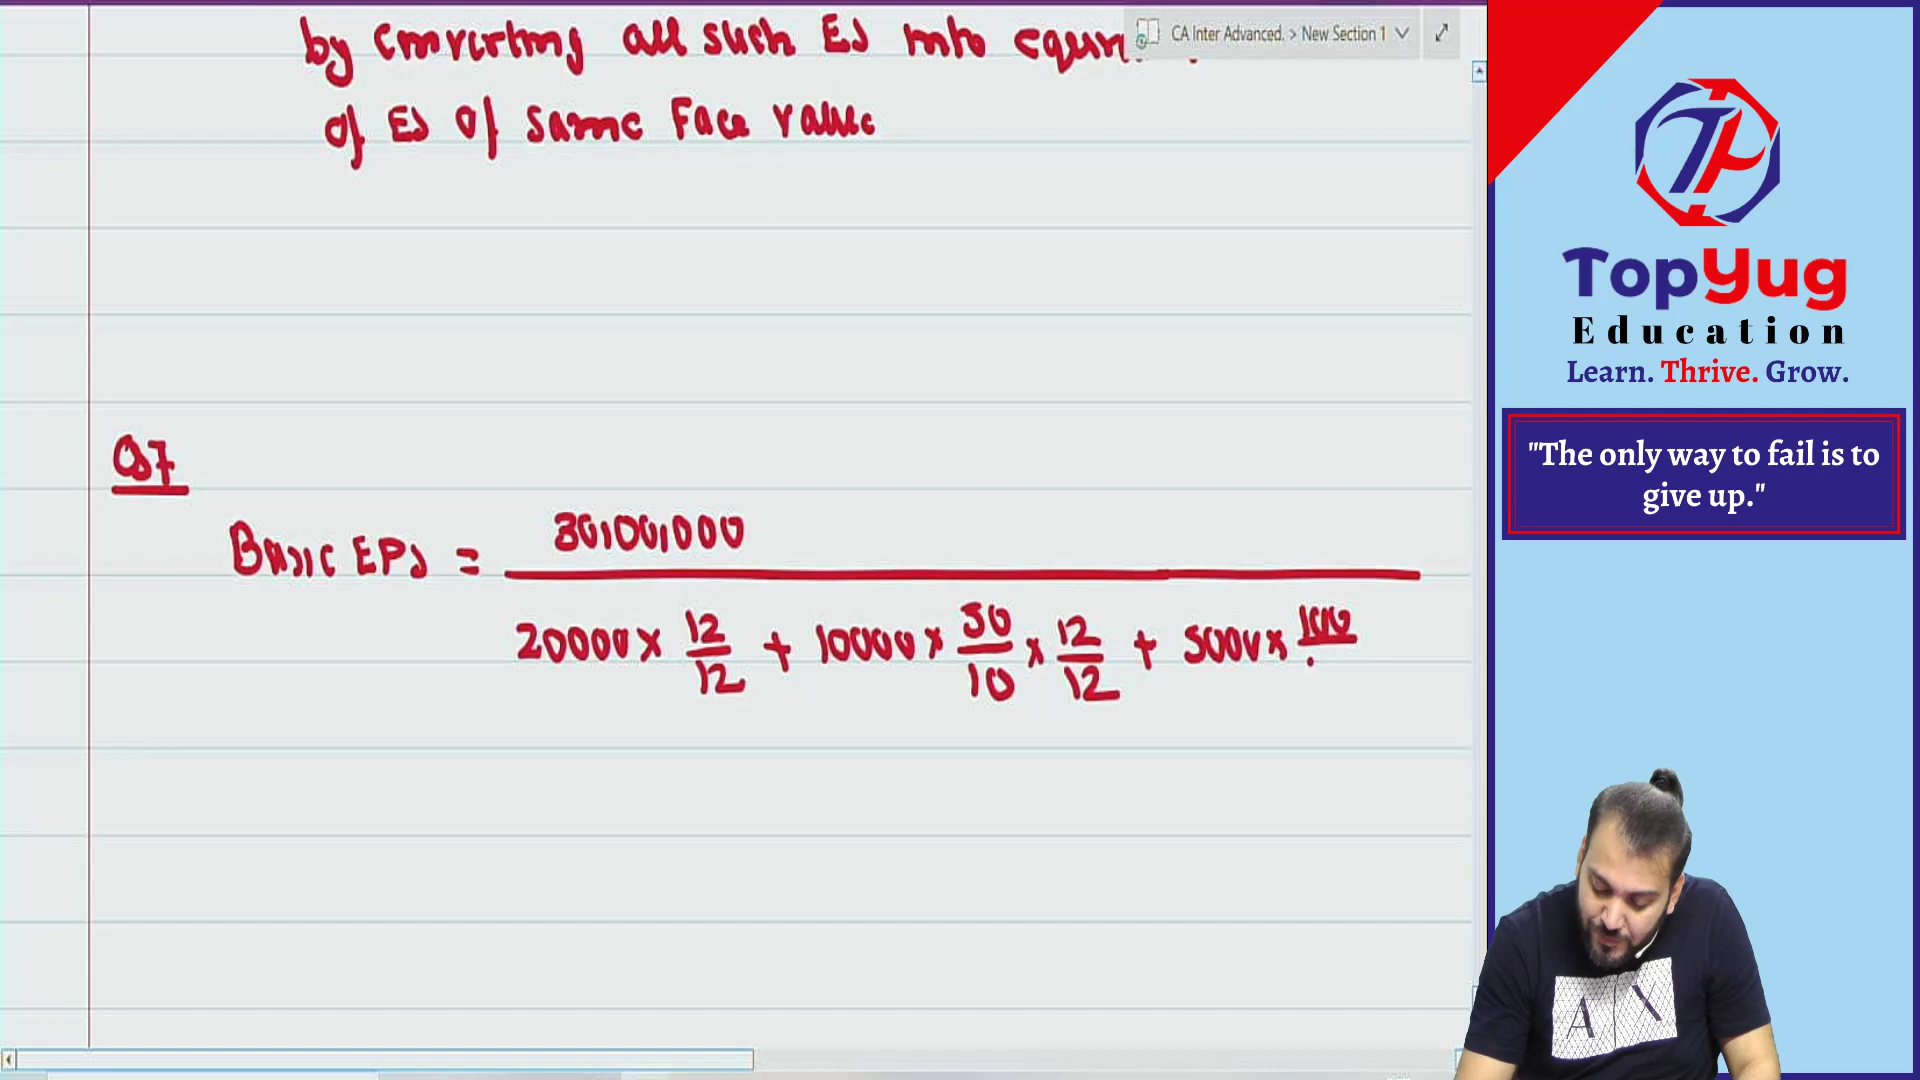 by converting all such ES into equi
CA Inter Advanced. > New Section 1
of ES of same Face value
Q7
Basic EPS = 30,00,000
20000 x 12/12 + 10000 x 50/10 x 12/12 + 5000 x 100
TopYug
Education
Learn. Thrive. Grow.
"The only way to fail is to
give up."
A X